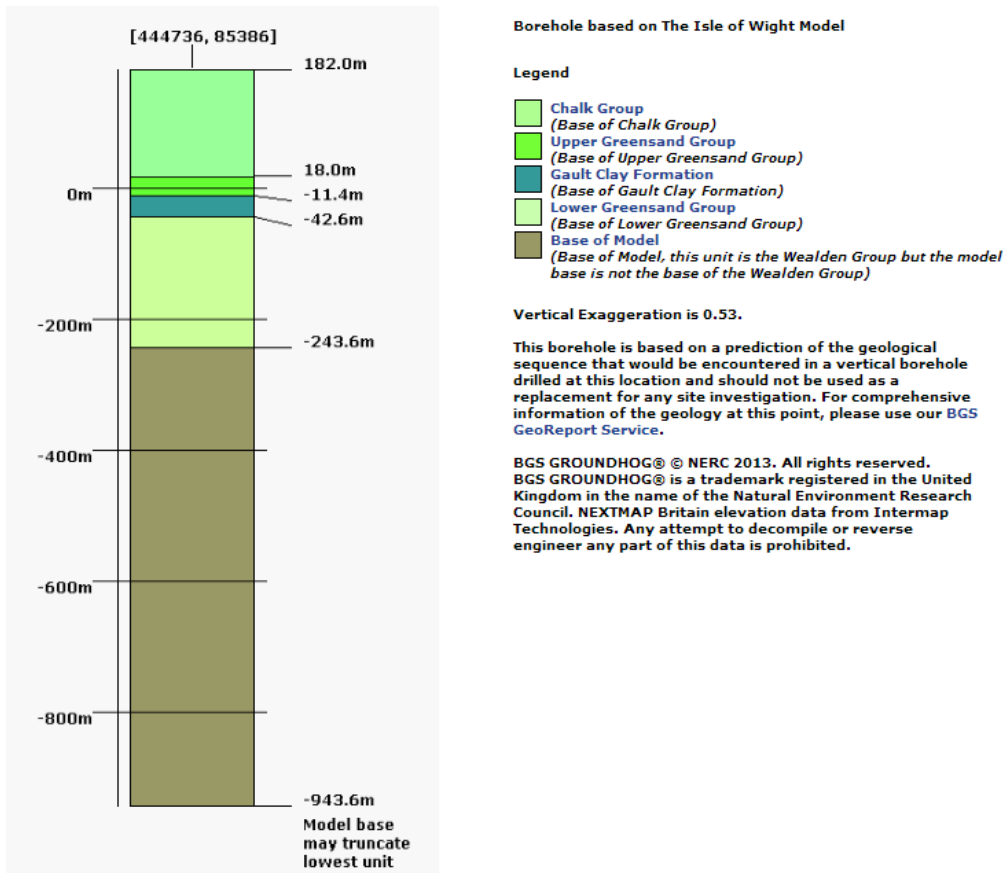 [444736, 85386]
182.0m
18.0m
0m
-11.4m
-42.6m
-200m
-243.6m
-400m
-600m
-800m
-943.6m
Model base
may truncate
lowest unit
Borehole based on The Isle of Wight Model
Legend
Chalk Group
(Base of Chalk Group)
Upper Greensand Group
(Base of Upper Greensand Group)
Gault Clay Formation
(Base of Gault Clay Formation)
Lower Greensand Group
(Base of Lower Greensand Group)
Base of Model
(Base of Model, this unit is the Wealden Group but the model
base is not the base of the Wealden Group)
Vertical Exaggeration is 0.53.
This borehole is based on a prediction of the geological
sequence that would be encountered in a vertical borehole
drilled at this location and should not be used as a
replacement for any site investigation. For comprehensive
information of the geology at this point, please use our BGS
GeoReport Service.
BGS GROUNDHOG® © NERC 2013. All rights reserved.
BGS GROUNDHOG® is a trademark registered in the United
Kingdom in the name of the Natural Environment Research
Council. NEXTMAP Britain elevation data from Intermap
Technologies. Any attempt to decompile or reverse
engineer any part of this data is prohibited.